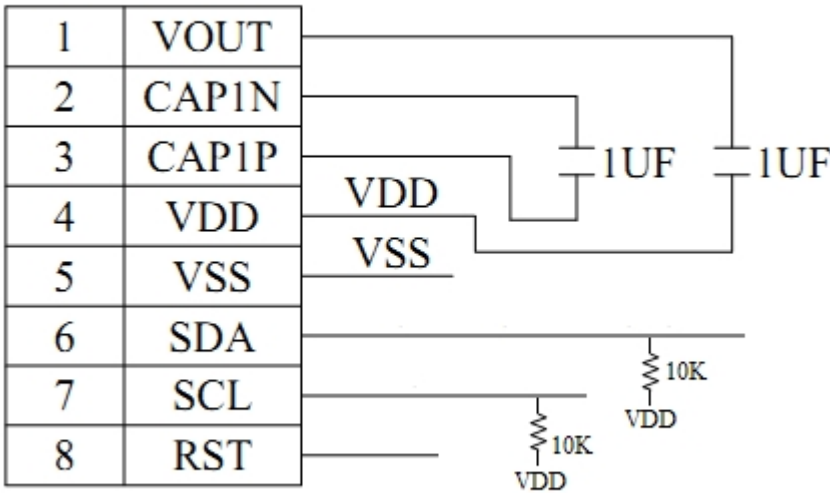 1 VOUT
2 CAP1N
3 CAP1P
1UF 1UF
4 VDD VDD
5 VSS VSS
6 SDA
10K
VDD
7 SCL
10K
VDD
8 RST